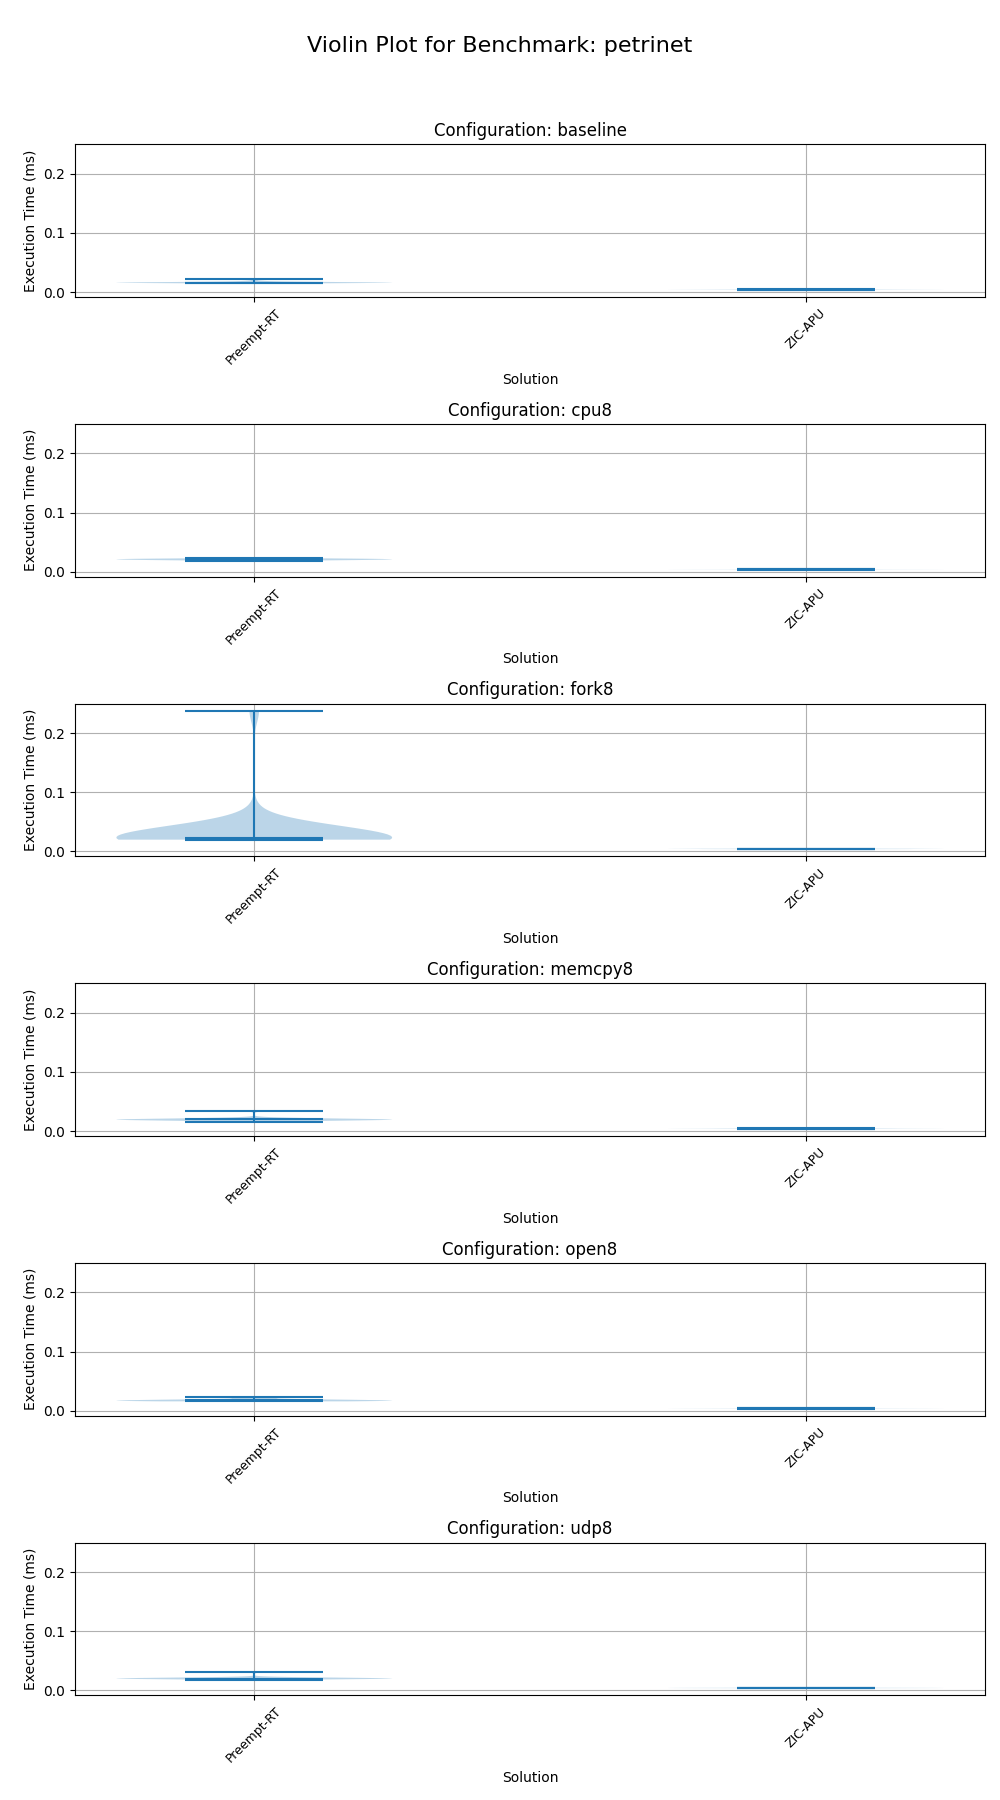 Violin Plot for Benchmark: petrinet
Configuration: baseline
Execution Time (ms)
0.2
0.1
0.0
Preempt-RT
ZIC-APU
Solution
Configuration: cpu8
Execution Time (ms)
0.2
0.1
0.0
Preempt-RT
ZIC-APU
Solution
Configuration: fork8
Execution Time (ms)
0.2
0.1
0.0
Preempt-RT
ZIC-APU
Solution
Configuration: memcpy8
Execution Time (ms)
0.2
0.1
0.0
Preempt-RT
ZIC-APU
Solution
Configuration: open8
Execution Time (ms)
0.2
0.1
0.0
Preempt-RT
ZIC-APU
Solution
Configuration: udp8
Execution Time (ms)
0.2
0.1
0.0
Preempt-RT
ZIC-APU
Solution